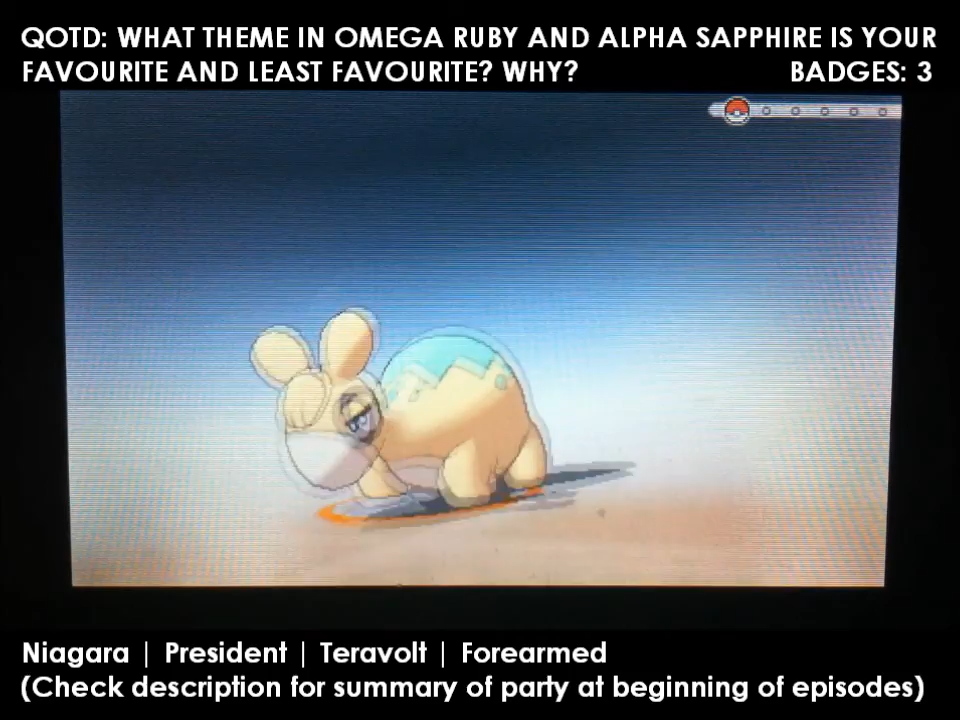 QOTD: WHAT THEME IN OMEGA RUBY AND ALPHA SAPPHIRE IS YOUR
FAVOURITE AND LEAST FAVOURITE? WHY? BADGES: 3
Niagara | President | Teravolt | Forearmed
(Check description for summary of party at beginning of episodes)